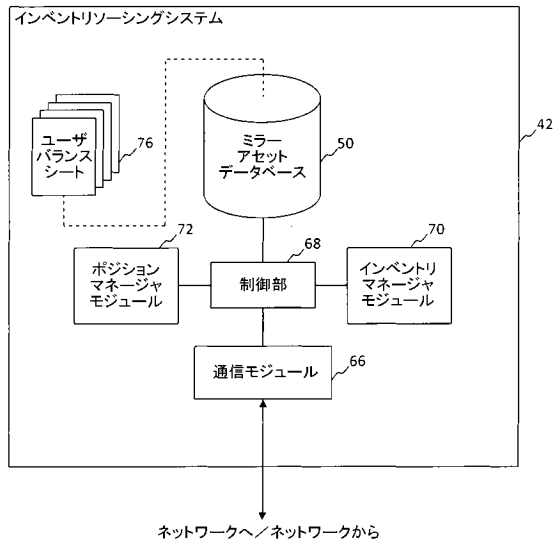 インベントリソーシングシステム
ユーザ
バランス
シート
76
ミラー
アセット
データベース
50
42
72
ポジション
マネージャ
モジュール
68
制御部
70
インベントリ
マネージャ
モジュール
通信モジュール
66
ネットワークへ／ネットワークから